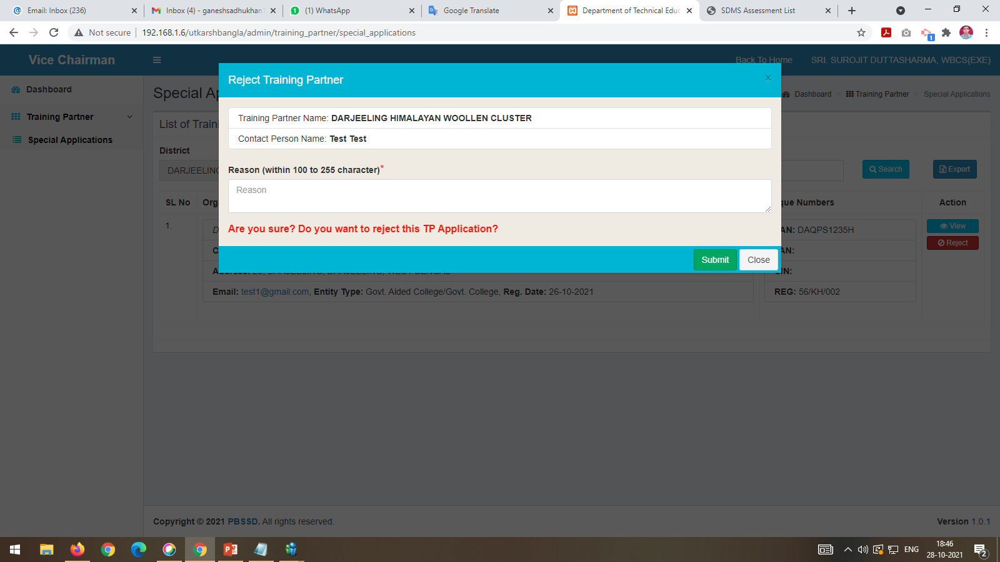 Email: Inbox (236)
Inbox (4) - ganeshsadhukhan
(1) WhatsApp
Google Translate
Department of Technical Educ
SDMS Assessment List
Not secure
192.168.1.6/utkarshbangla/admin/training_partner/special_applications
1
Vice Chairman
Back To Home
SRI. SUROJIT DUTTASHARMA, WBCS(EXE)
Reject Training Partner
×
Dashboard
Training Partner
Special Applications
Special Ap
Dashboard > Training Partner > Special Applications
List of Traini
Training Partner Name: DARJEELING HIMALAYAN WOOLLEN CLUSTER
Contact Person Name: Test Test
District
DARJEELING
Reason (within 100 to 255 character)*
Reason
Are you sure? Do you want to reject this TP Application?
Submit
Close
Search
Export
SL No
Org
que Numbers
Action
1.
AN: DAQPS1235H
View
Reject
AN:
IN:
Email: test1@gmail.com, Entity Type: Govt. Aided College/Govt. College, Reg. Date: 26-10-2021
REG: 56/KH/002
Copyright © 2021 PBSSD. All rights reserved.
Version 1.0.1
ENG
18:46
28-10-2021
2